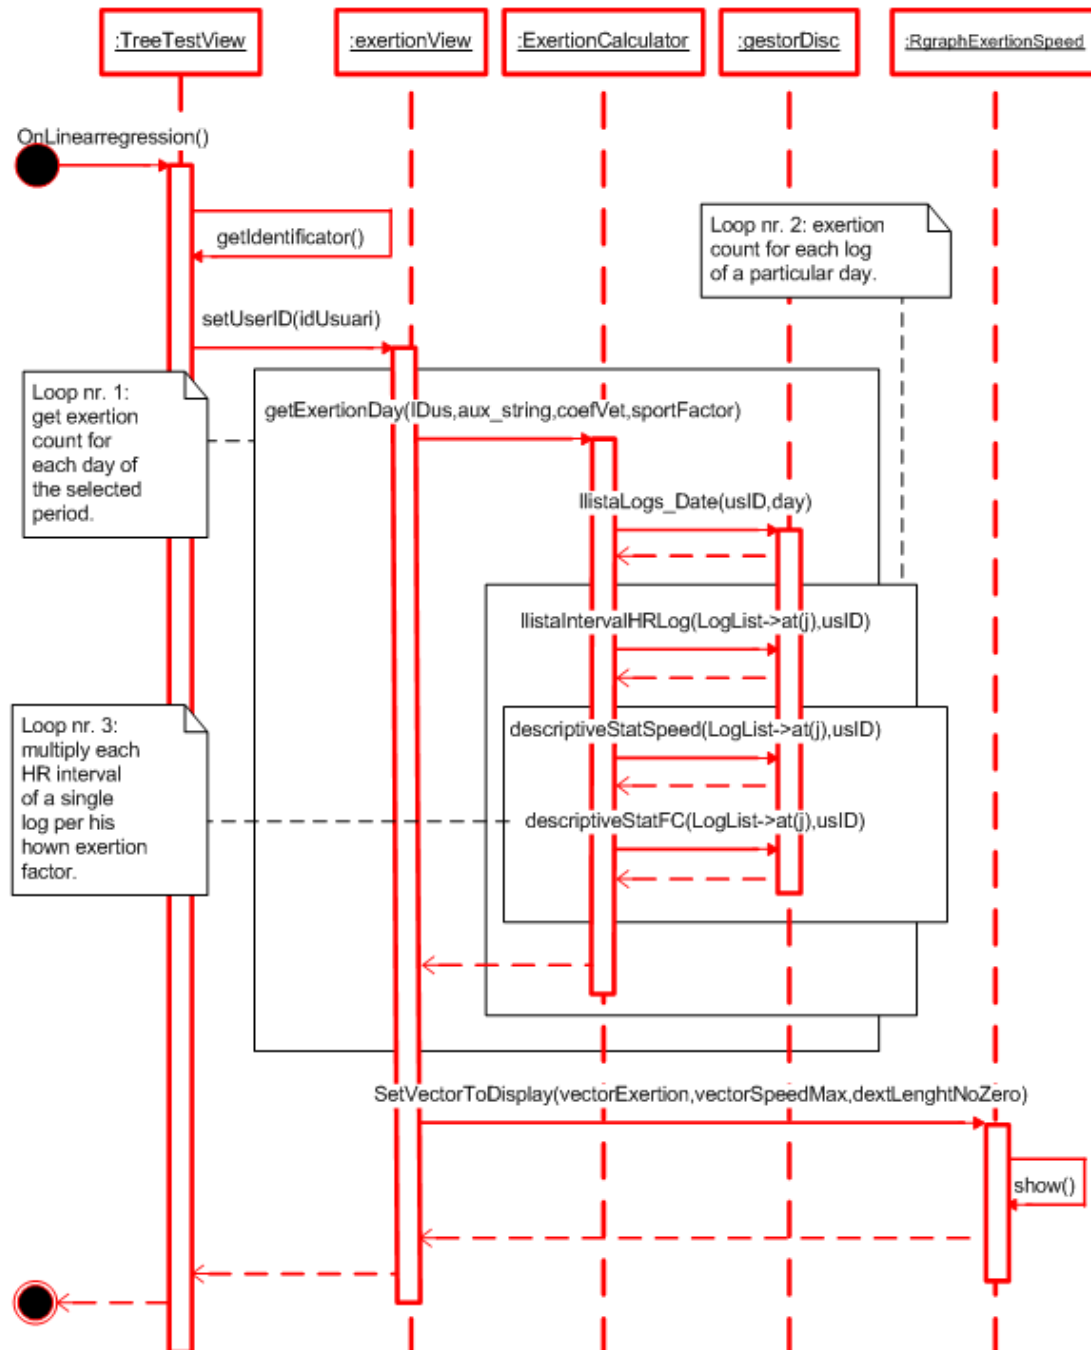 :TreeTestView
:exertionView
:ExertionCalculator
:gestorDisc
:RgraphExertionSpeed
OnLinearregression()
getIdentificator()
Loop nr. 2: exertion
count for each log
of a particular day.
setUserID(idUsuari)
Loop nr. 1:
get exertion
count for
each day of
the selected
period.
getExertionDay(IDus,aux_string,coefVet,sportFactor)
llistaLogs_Date(usID,day)
llistaIntervalHRLog(LogList->at(j),usID)
Loop nr. 3:
multiply each
HR interval
of a single
log per his
hown exertion
factor.
descriptiveStatSpeed(LogList->at(j),usID)
descriptiveStatFC(LogList->at(j),usID)
SetVectorToDisplay(vectorExertion,vectorSpeedMax,dextLenghtNoZero)
show()